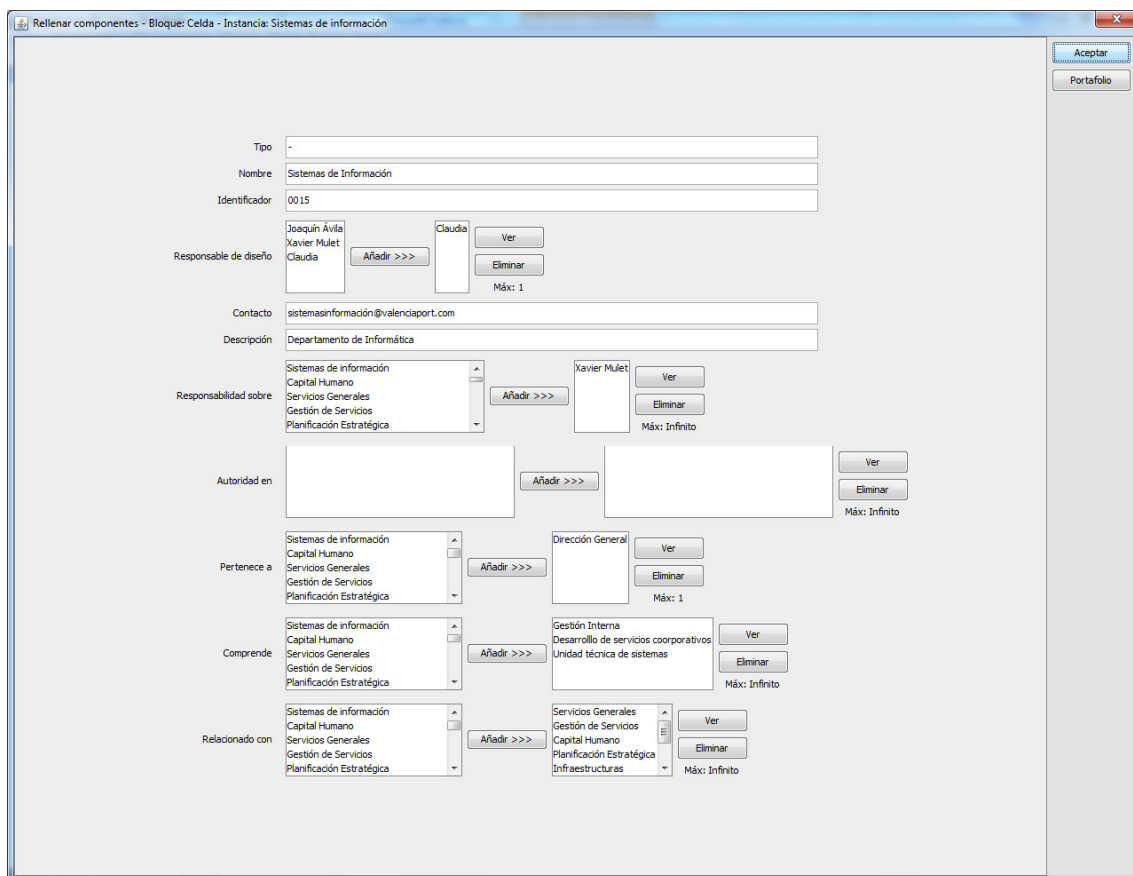 Rellenar componentes - Bloque: Celda - Instancia: Sistemas de información
Aceptar
Portafolio
Tipo
-
Nombre
Sistemas de Información
Identificador
0015
Responsable de diseño
Joaquín Ávila
Xavier Mulet
Claudia
Añadir >>>
Claudia
Ver
Eliminar
Máx: 1
Contacto
sistemasinformación@valenciaport.com
Descripción
Departamento de Informática
Responsabilidad sobre
Sistemas de información
Capital Humano
Servicios Generales
Gestión de Servicios
Planificación Estratégica
Añadir >>>
Xavier Mulet
Ver
Eliminar
Máx: Infinito
Autoridad en
Añadir >>>
Ver
Eliminar
Máx: Infinito
Pertenece a
Sistemas de información
Capital Humano
Servicios Generales
Gestión de Servicios
Planificación Estratégica
Añadir >>>
Dirección General
Ver
Eliminar
Máx: 1
Comprende
Sistemas de información
Capital Humano
Servicios Generales
Gestión de Servicios
Planificación Estratégica
Añadir >>>
Gestión Interna
Desarrolllo de servicios coorporativos
Unidad técnica de sistemas
Ver
Eliminar
Máx: Infinito
Relacionado con
Sistemas de información
Capital Humano
Servicios Generales
Gestión de Servicios
Planificación Estratégica
Añadir >>>
Servicios Generales
Gestión de Servicios
Capital Humano
Planificación Estratégica
Infraestructuras
Ver
Eliminar
Máx: Infinito